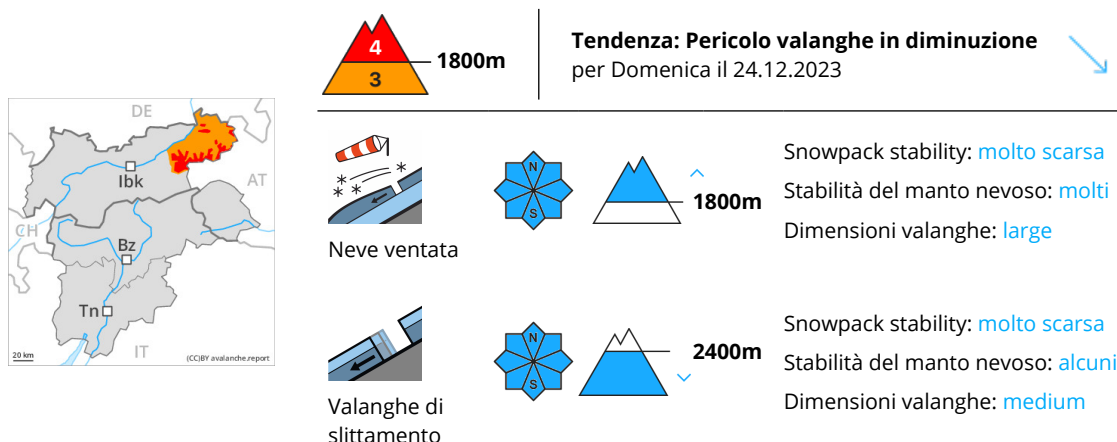 4
3
1800m
Tendenza: Pericolo valanghe in diminuzione
per Domenica il 24.12.2023
DE
AT
Ibk
CH
Bz
Tn
IT
20 km
(CC)BY avalanche.report
N
S
1800m
Neve ventata
Snowpack stability: molto scarsa
Stabilità del manto nevoso: molti
Dimensioni valanghe: large
N
S
2400m
Valanghe di
slittamento
Snowpack stability: molto scarsa
Stabilità del manto nevoso: alcuni
Dimensioni valanghe: medium